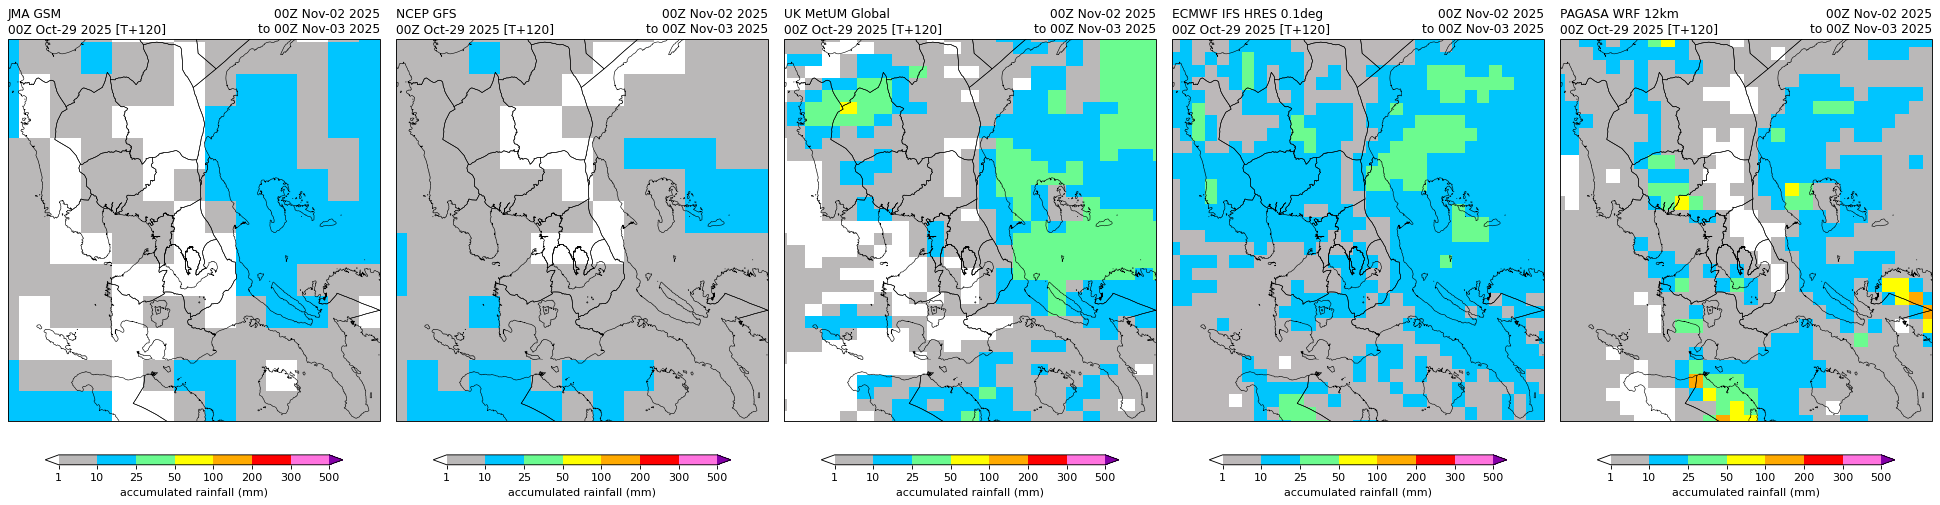 JMA GSM 00Z Nov-02 2025
00Z Oct-29 2025 [T+120] to 00Z Nov-03 2025
1 10 25 50 100 200 300 500
accumulated rainfall (mm)
NCEP GFS 00Z Nov-02 2025
00Z Oct-29 2025 [T+120] to 00Z Nov-03 2025
1 10 25 50 100 200 300 500
accumulated rainfall (mm)
UK MetUM Global 00Z Nov-02 2025
00Z Oct-29 2025 [T+120] to 00Z Nov-03 2025
1 10 25 50 100 200 300 500
accumulated rainfall (mm)
ECMWF IFS HRES 0.1deg 00Z Nov-02 2025
00Z Oct-29 2025 [T+120] to 00Z Nov-03 2025
1 10 25 50 100 200 300 500
accumulated rainfall (mm)
PAGASA WRF 12km 00Z Nov-02 2025
00Z Oct-29 2025 [T+120] to 00Z Nov-03 2025
1 10 25 50 100 200 300 500
accumulated rainfall (mm)